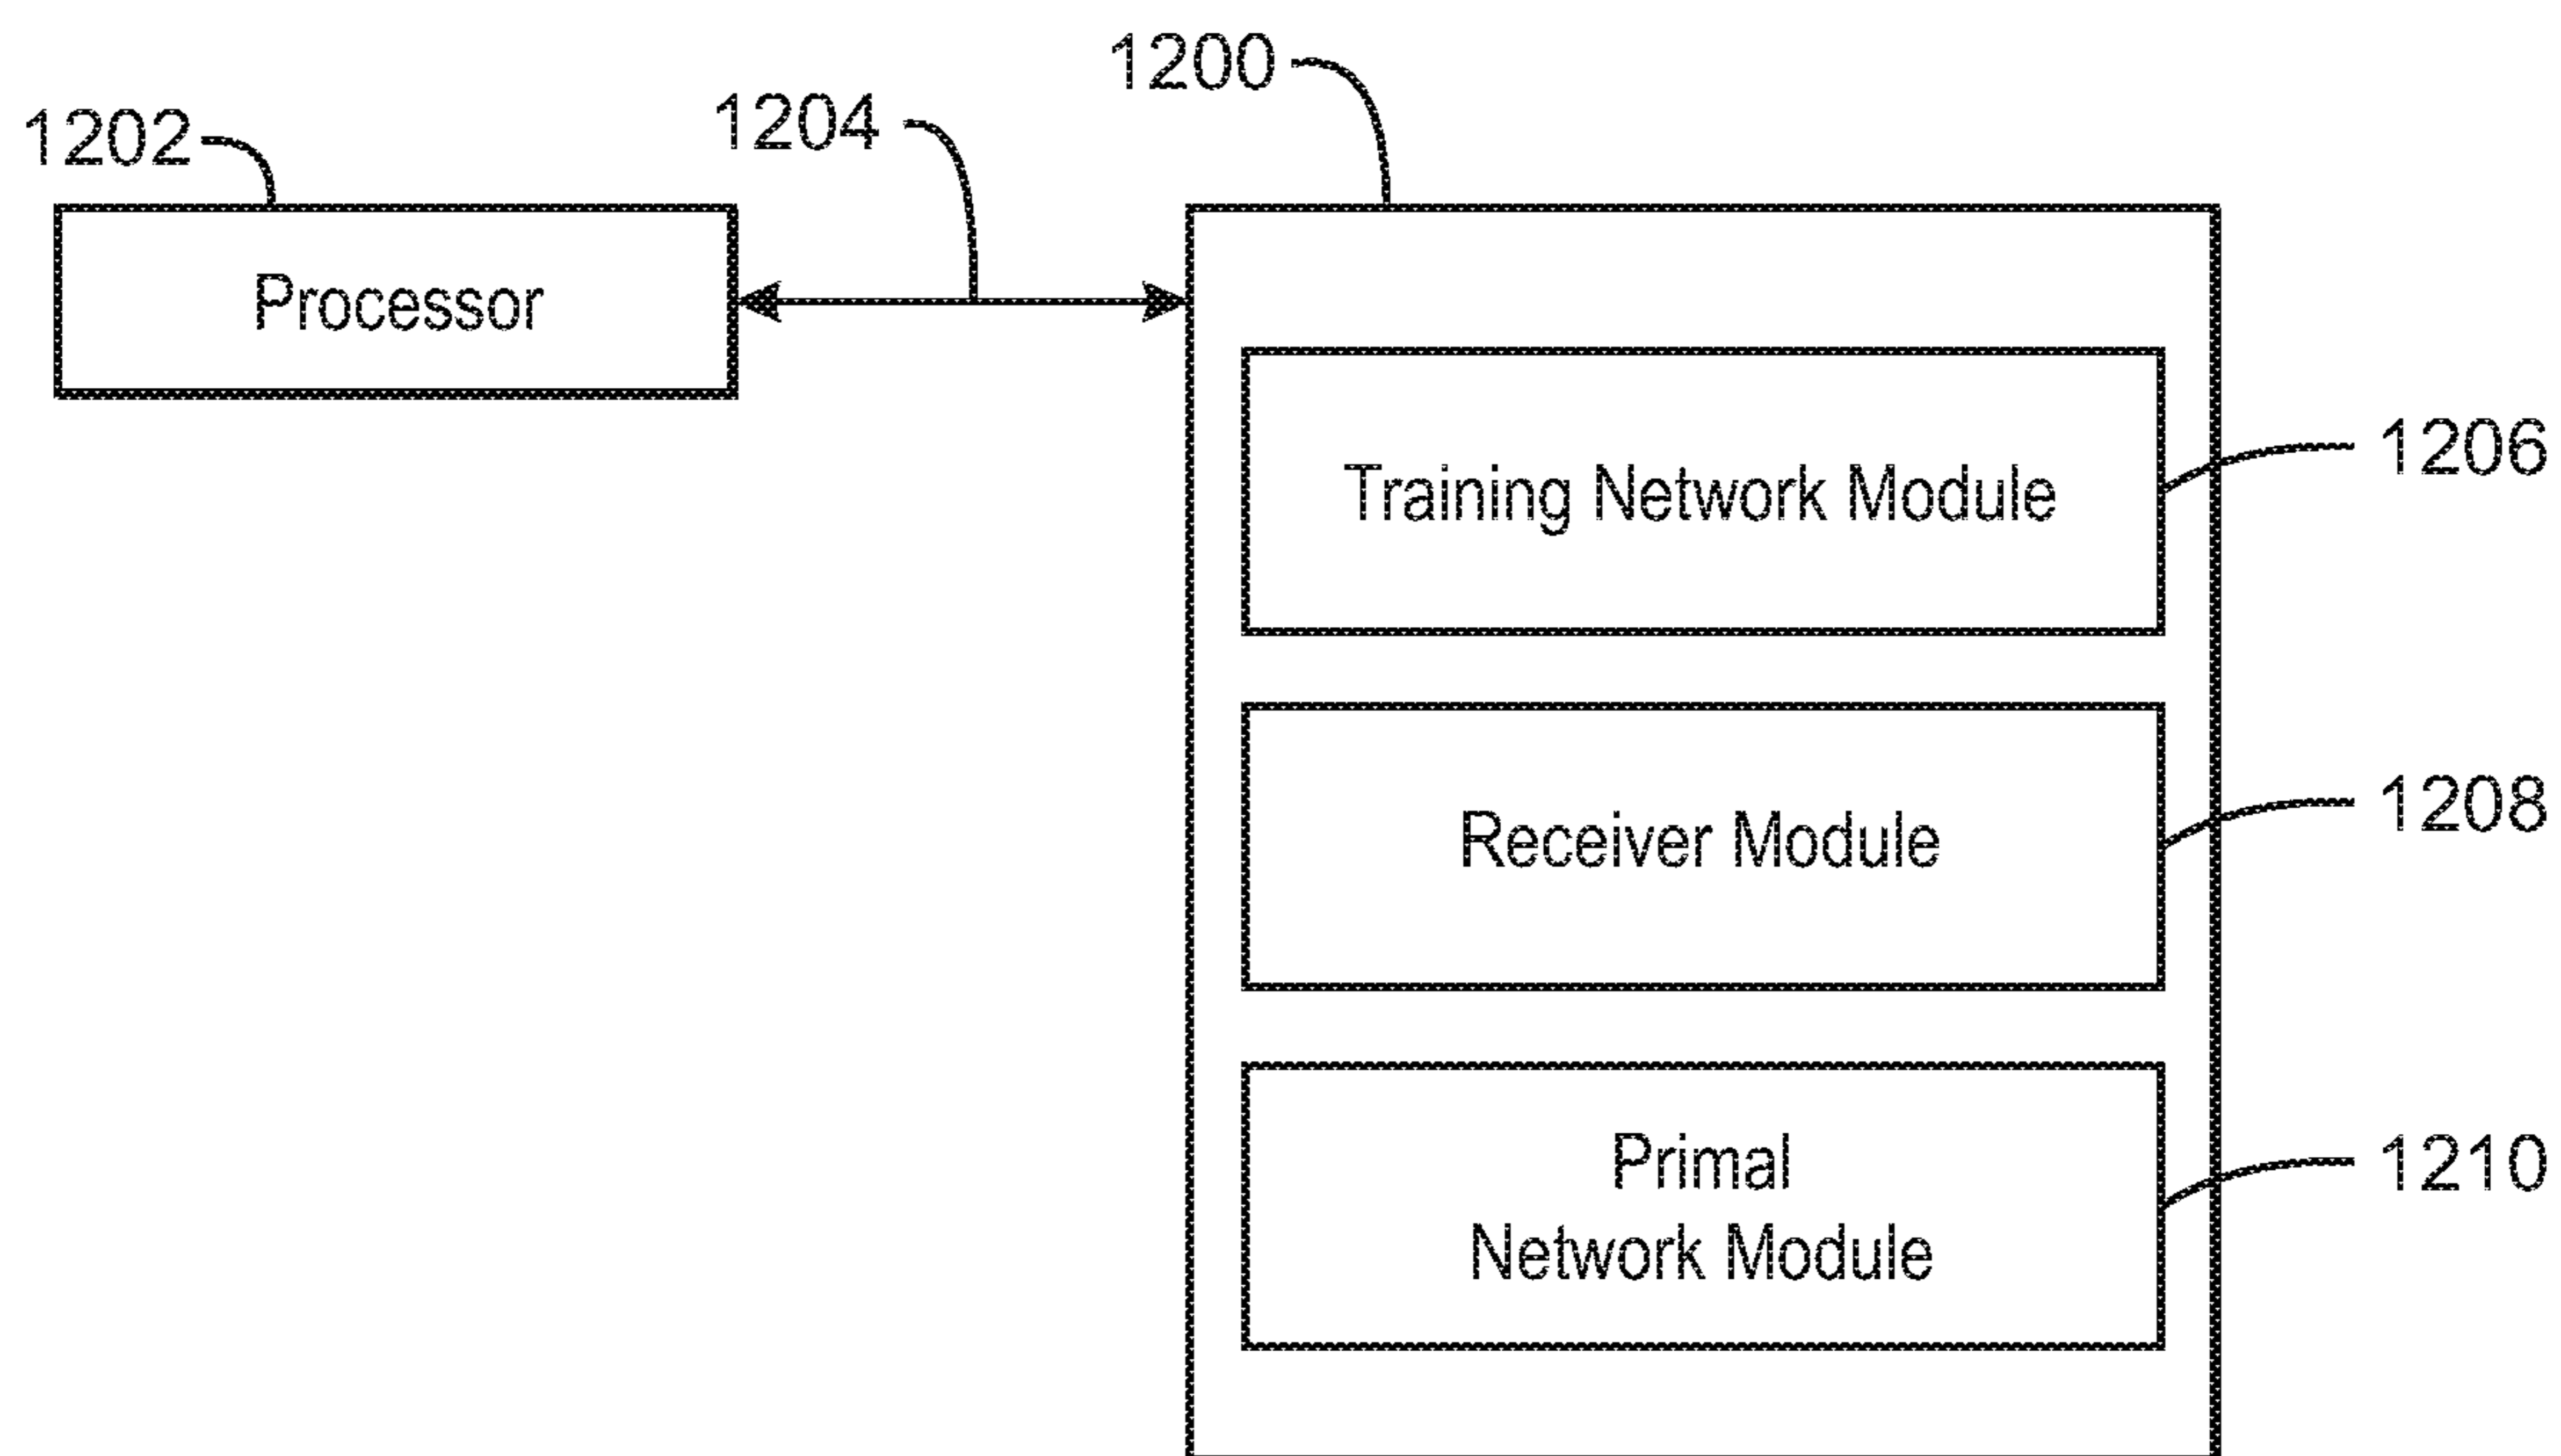 1200
1204
1202
Processor
1206
Training Network Module
1208
Receiver Module
Primal
1210
Network Module